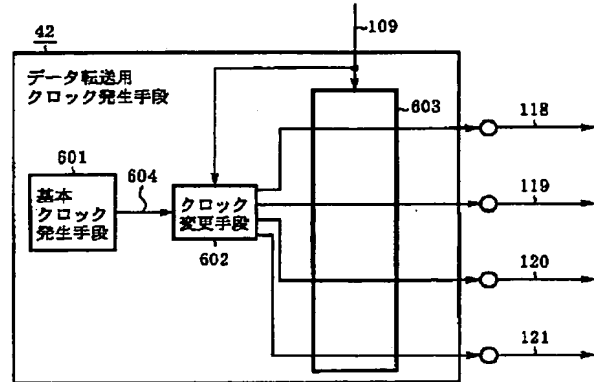 42
109
データ転送用
クロック発生手段
603
118
601
604
基本
クロック
発生手段
クロック
変更手段
602
119
120
121